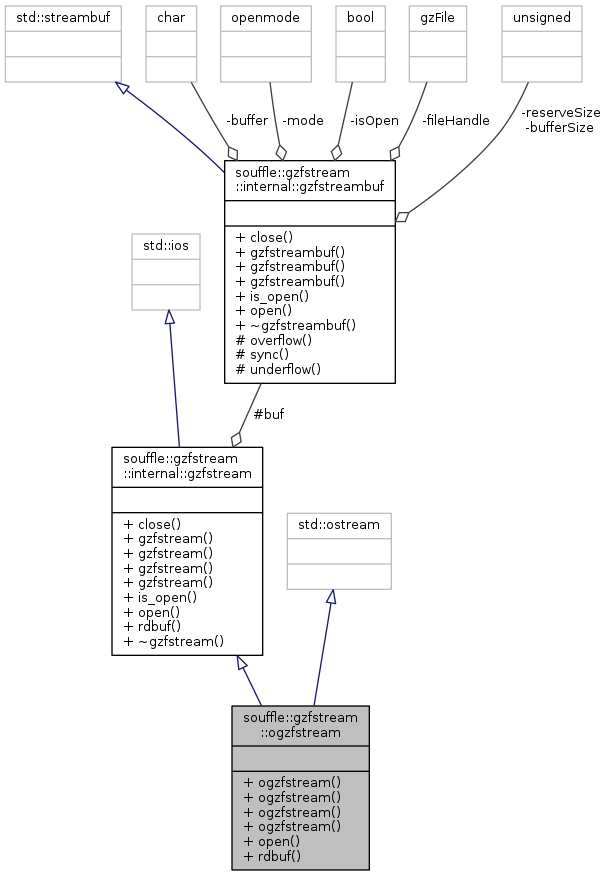 std::streambuf
char
openmode
bool
gzFile
unsigned
-buffer
-mode
-isOpen
-fileHandle
-reserveSize
-bufferSize
souffle::gzfstream
::internal::gzfstreambuf
+ close()
+ gzfstreambuf()
+ gzfstreambuf()
+ gzfstreambuf()
+ is_open()
+ open()
+ ~gzfstreambuf()
# overflow()
# sync()
# underflow()
std::ios
#buf
souffle::gzfstream
::internal::gzfstream
+ close()
+ gzfstream()
+ gzfstream()
+ gzfstream()
+ gzfstream()
+ is_open()
+ open()
+ rdbuf()
+ ~gzfstream()
std::ostream
souffle::gzfstream
::ogzfstream
+ ogzfstream()
+ ogzfstream()
+ ogzfstream()
+ ogzfstream()
+ open()
+ rdbuf()